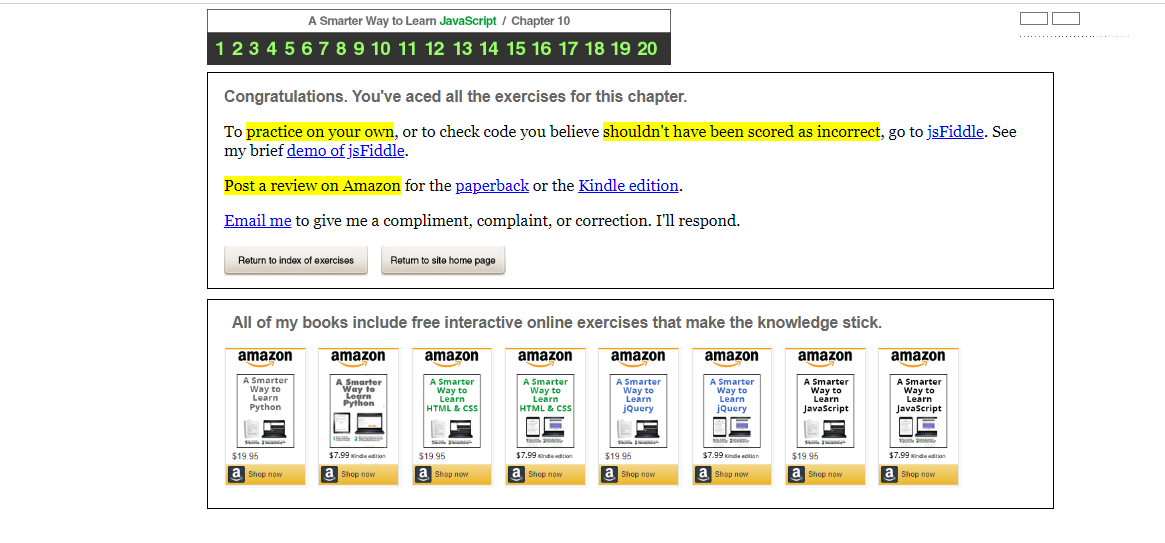 A Smarter Way to Learn JavaScript / Chapter 10
1 2 3 4 5 6 7 8 9 10 11 12 13 14 15 16 17 18 19 20
Congratulations. You've aced all the exercises for this chapter.
To practice on your own, or to check code you believe shouldn't have been scored as incorrect, go to jsFiddle. See
my brief demo of jsFiddle.
Post a review on Amazon for the paperback or the Kindle edition.
Email me to give me a compliment, complaint, or correction. I'll respond.
Return to index of exercises Return to site home page
All of my books include free interactive online exercises that make the knowledge stick.
amazon amazon amazon amazon amazon amazon amazon amazon
A Smarter A Smarter A Smarter A Smarter A Smarter A Smarter A Smarter A Smarter
Way to Way to Way to Way to Way to Way to Way to Way to
Learn Learn Learn Learn Learn Learn Learn Learn
Python Python HTML & CSS HTML & CSS jQuery jQuery JavaScript JavaScript
$19.95 $7.99 Kindle edition $19.95 $7.99 Kindle edition $19.95 $7.99 Kindle edition $19.95 $7.99 Kindle edition
a Shop now a Shop now a Shop now a Shop now a Shop now a Shop now a Shop now a Shop now